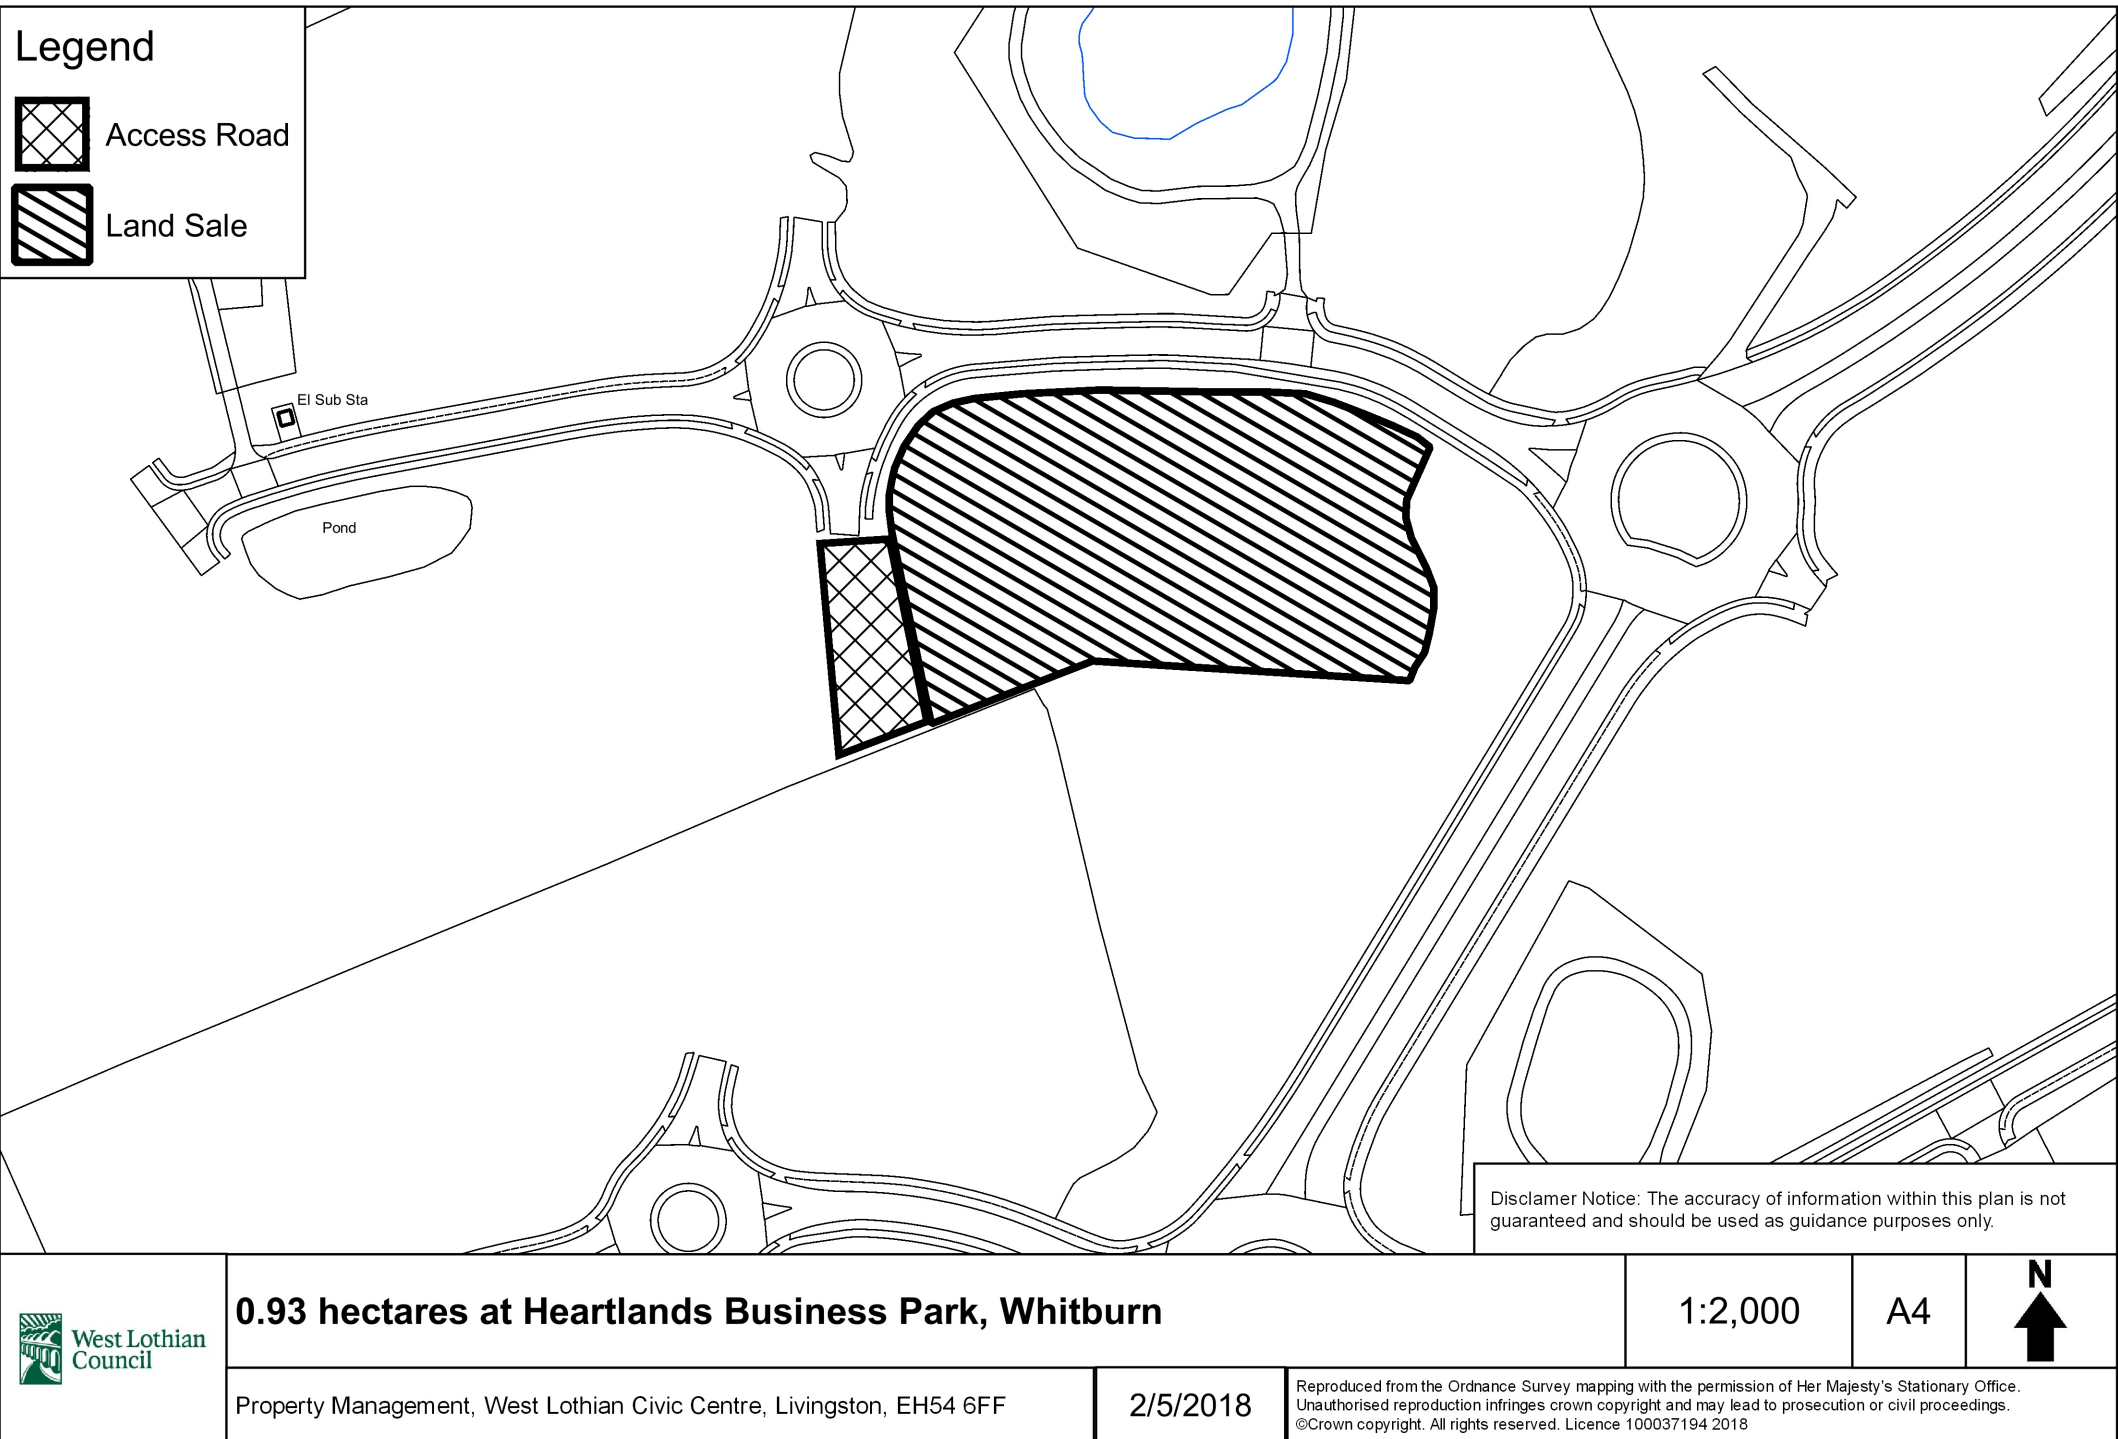 Legend
Access Road
Land Sale
El Sub Sta
Pond
Disclamer Notice: The accuracy of information within this plan is not
guaranteed and should be used as guidance purposes only.
West Lothian
Council
0.93 hectares at Heartlands Business Park, Whitburn
1:2,000
A4
N
Property Management, West Lothian Civic Centre, Livingston, EH54 6FF
2/5/2018
Reproduced from the Ordnance Survey mapping with the permission of Her Majesty's Stationary Office.
Unauthorised reproduction infringes crown copyright and may lead to prosecution or civil proceedings.
©Crown copyright. All rights reserved. Licence 100037194 2018